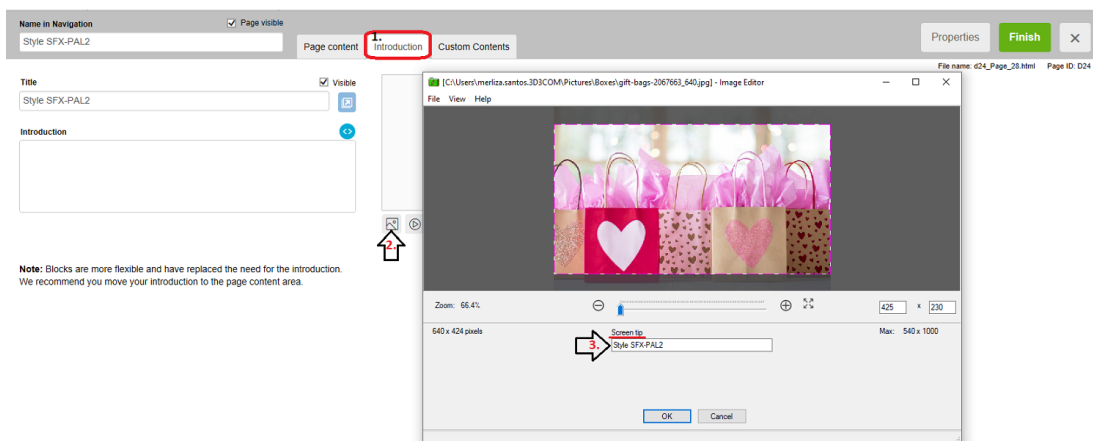 Name in Navigation
Page visible
Style SFX-PAL2
Page content
1.
Introduction
Custom Contents
Properties
Finish
File name: d24_Page_28.html
Page ID: D24
Title
Visible
Style SFX-PAL2
Introduction
2.
Note: Blocks are more flexible and have replaced the need for the introduction.
We recommend you move your introduction to the page content area.
[C:\Users\merliza.santos.3D3COM\Pictures\Boxes\gift-bags-2067663_640.jpg] - Image Editor
File View Help
Zoom: 66.4%
425 x 230
640 x 424 pixels
Screen tip
Max: 540 x 1000
3.
Style SFX-PAL2
OK
Cancel